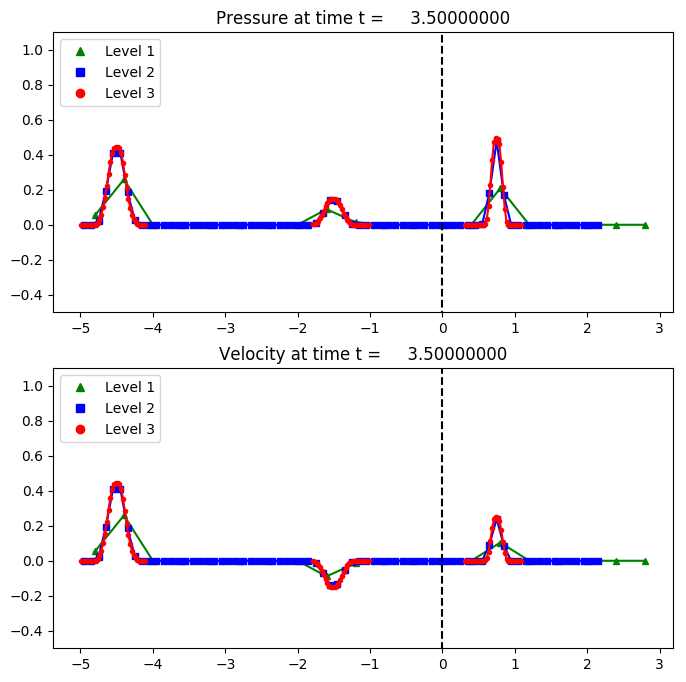 Pressure at time t =      3.50000000
1.0
0.8
0.6
0.4
0.2
0.0
−0.2
−0.4
Level 1
Level 2
Level 3
−5 −4 −3 −2 −1 0 1 2 3
Velocity at time t =      3.50000000
1.0
0.8
0.6
0.4
0.2
0.0
−0.2
−0.4
Level 1
Level 2
Level 3
−5 −4 −3 −2 −1 0 1 2 3